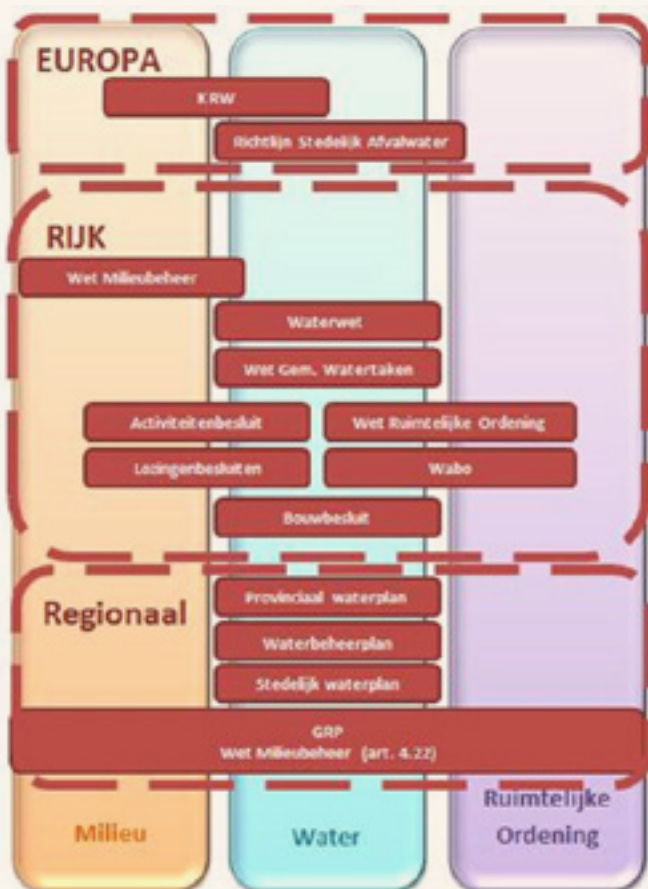 EUROPA
KRW
Richtlijn Stedelijk Afvalwater
RIJK
Wet Milieubeheer
Waterwet
Wet Gem. Watertaken
Activiteitenbesluit
Wet Ruimtelijke Ordening
Lozingenbesluiten
Wabo
Bouwbesluit
Regionaal
Provinciaal waterplan
Waterbeheerplan
Stedelijk waterplan
GRP
Wet Milieubeheer (art. 4.22)
Milieu
Water
Ruimtelijke
Ordening